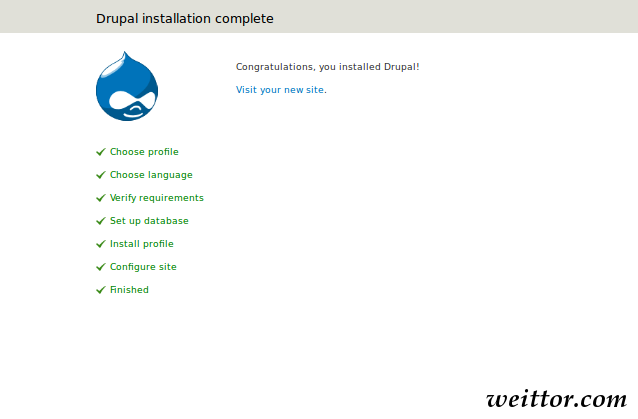 Drupal installation complete
Congratulations, you installed Drupal!
Visit your new site.
Choose profile
Choose language
Verify requirements
Set up database
Install profile
Configure site
Finished
weittor.com